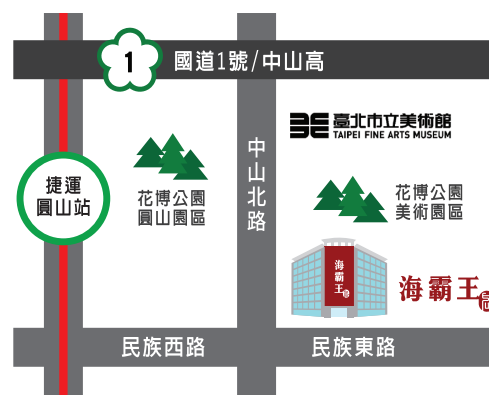 1
國道1號/中山高
臺北市立美術館
TAIPEI FINE ARTS MUSEUM
中山北路
捷運
圓山站
花博公園
圓山園區
花博公園
美術園區
海霸王
海霸王
民族西路
民族東路